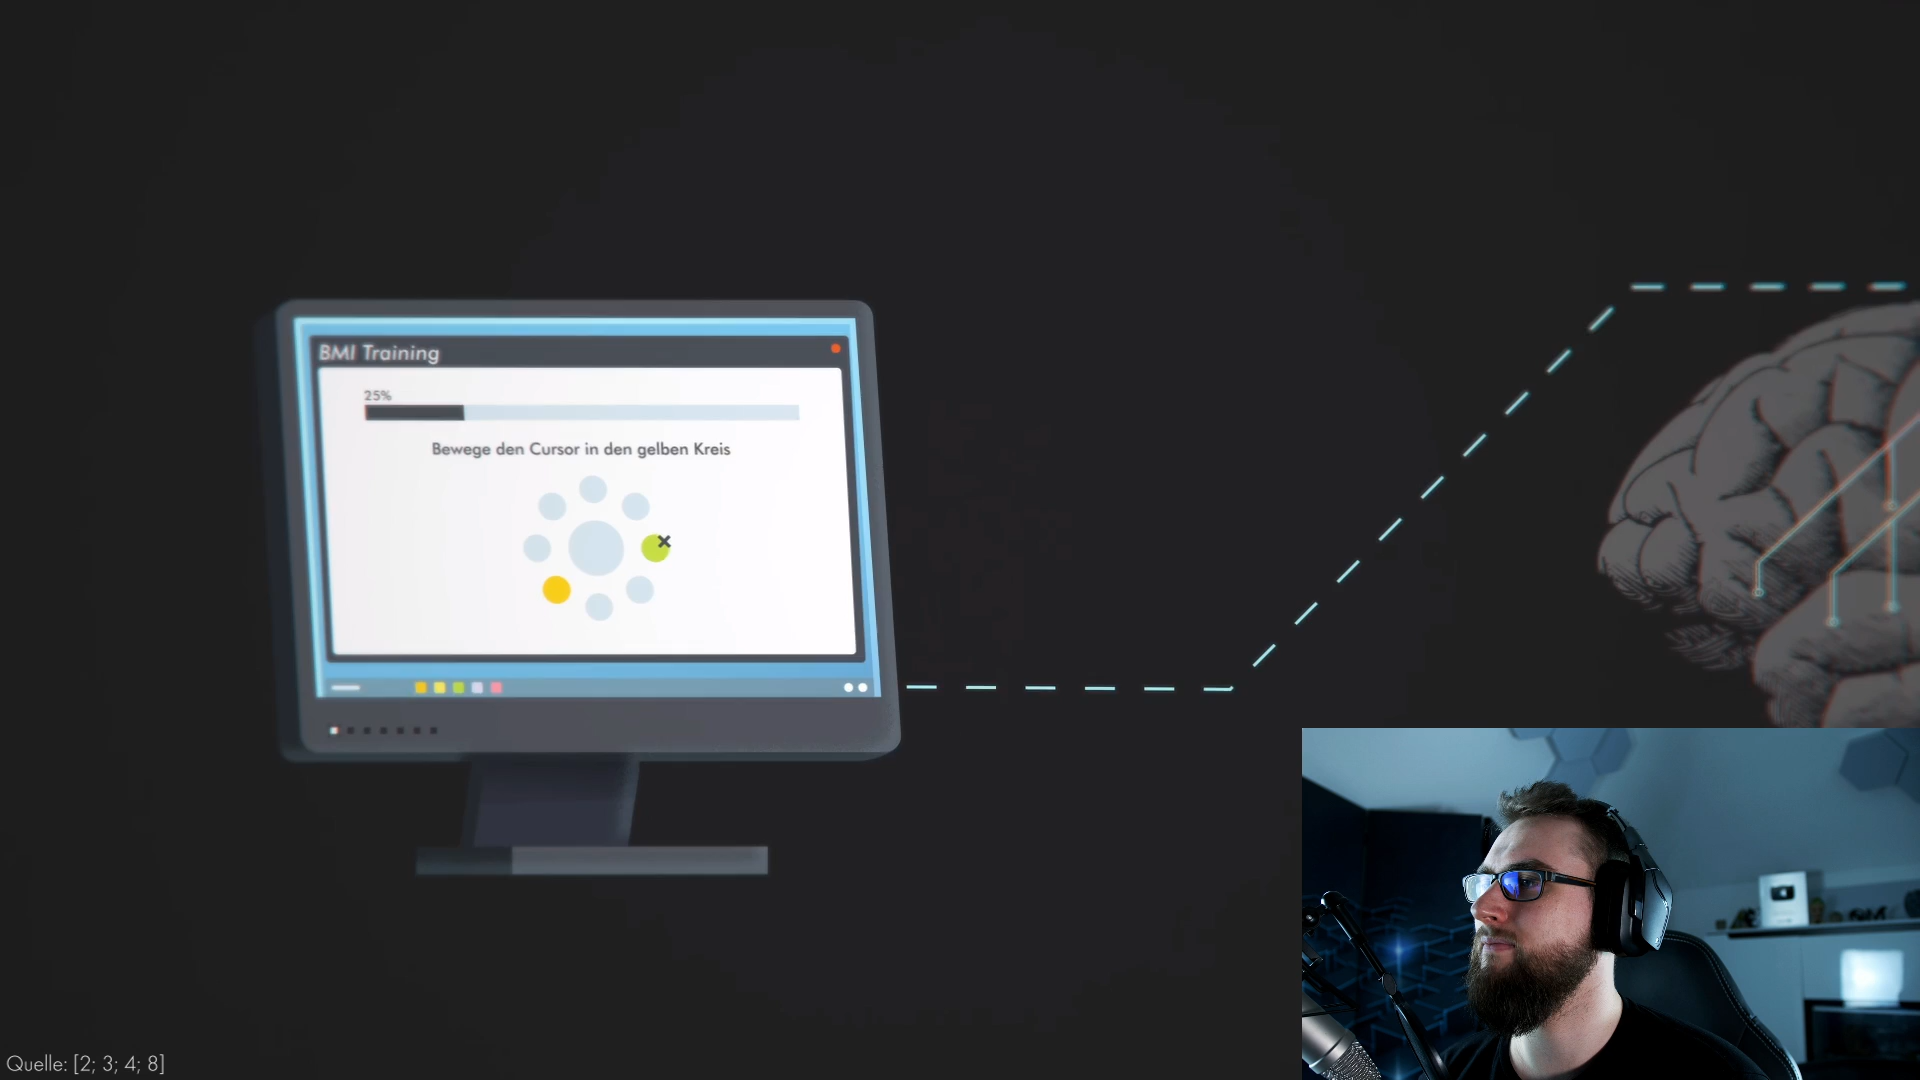 BMI Training
25%
Bewege den Cursor in den gelben Kreis
Quelle: [2; 3; 4; 8]